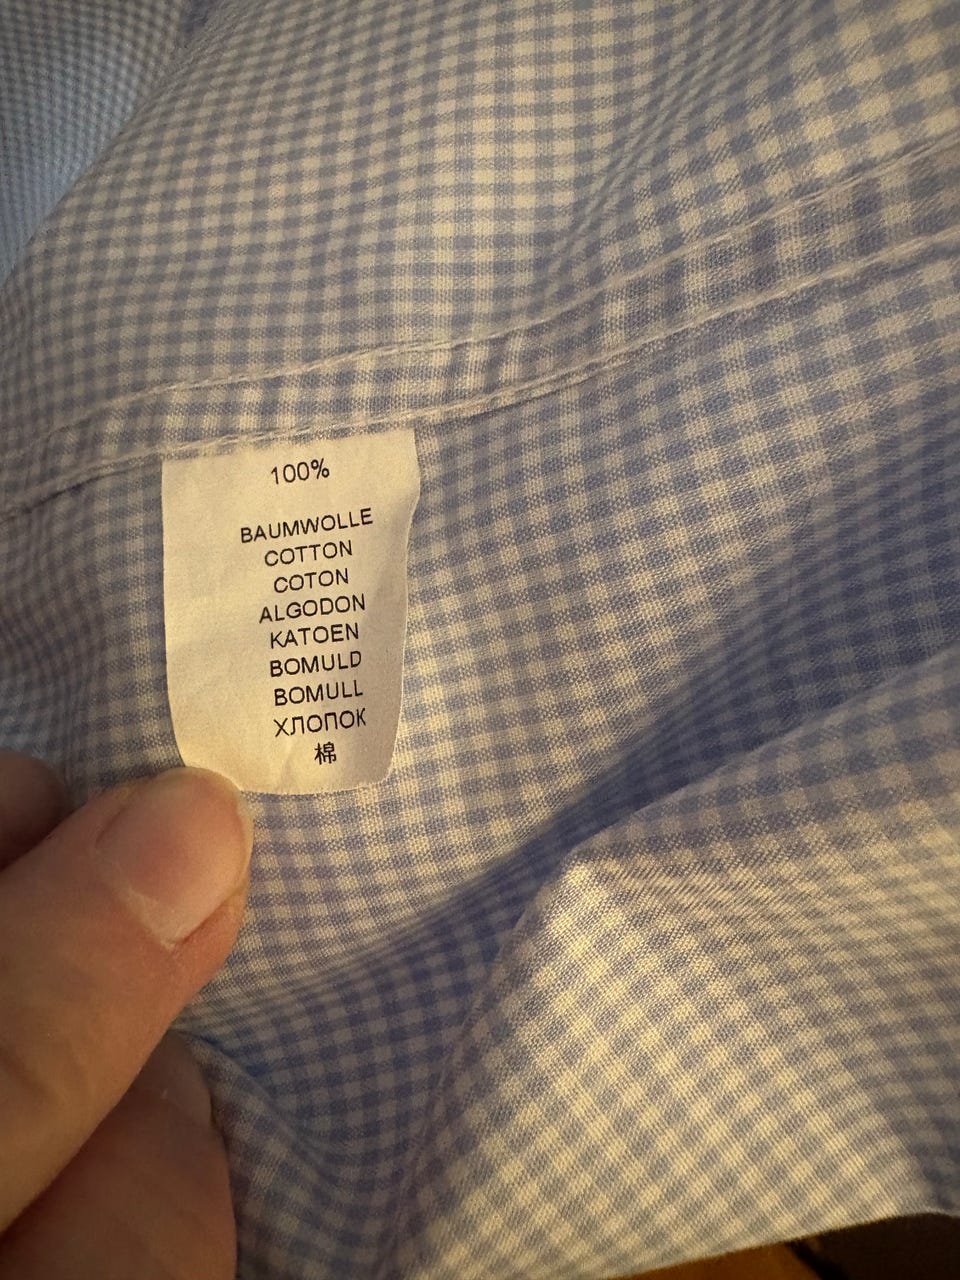 100%
BAUMWOLLE
COTTON
COTON
ALGODON
KATOEN
BOMULD
BOMULL
ХЛОПОК
棉